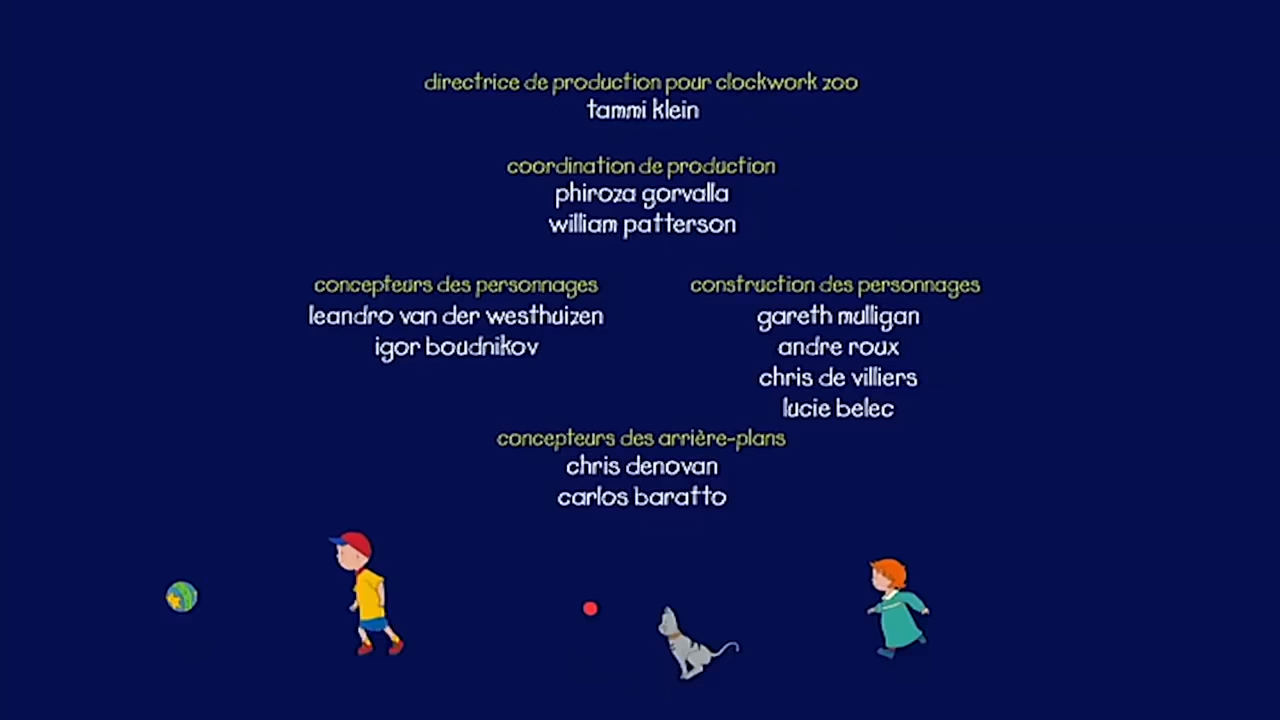 directrice de production pour clockwork zoo
tammi klein
coordination de production
phiroza gorvalla
william patterson
concepteurs des personnages
leandro van der westhuizen
igor boudnikov
construction des personnages
gareth mulligan
andre roux
chris de villiers
lucie belec
concepteurs des arrière-plans
chris denovan
carlos baratto